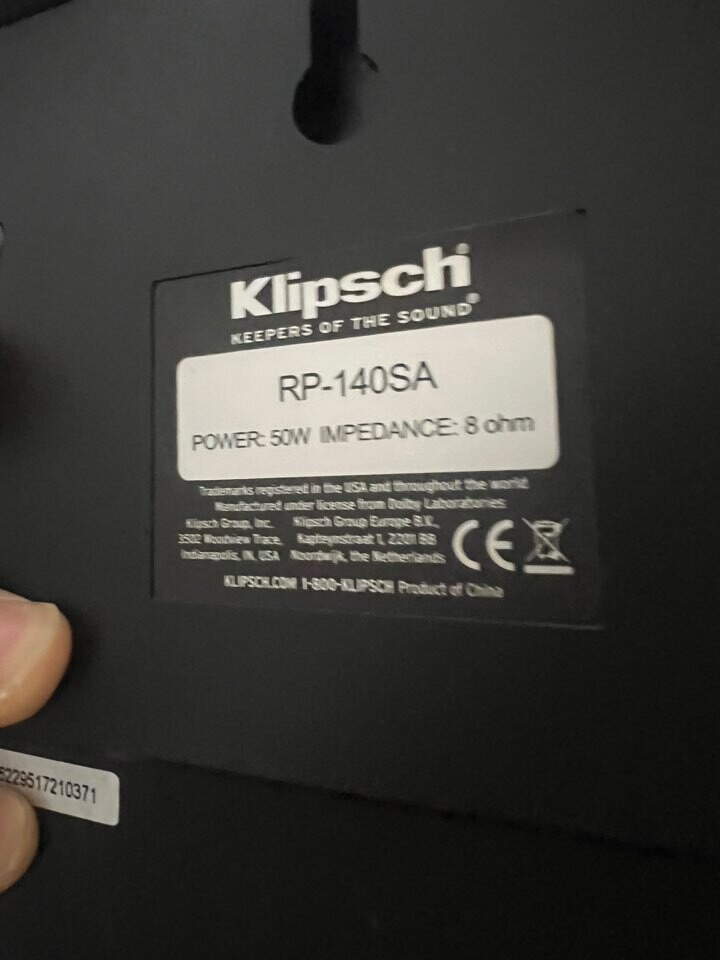 Klipsch
KEEPERS OF THE SOUND®
RP-140SA
POWER: 50W IMPEDANCE: 8 ohm
Trademarks registered in the USA and throughout the world
Manufactured under license from Dolby Laboratories
Klipsch Group, Inc.
3502 Woodview Trace,
Indianapolis, IN, USA
Klipsch Group Europe B.V.
Kapteynstraat 1, 2201 BB
Noordwijk, the Netherlands
CE
KLIPSCH.COM 1-800-KLIPSCH Product of China
6229517210371